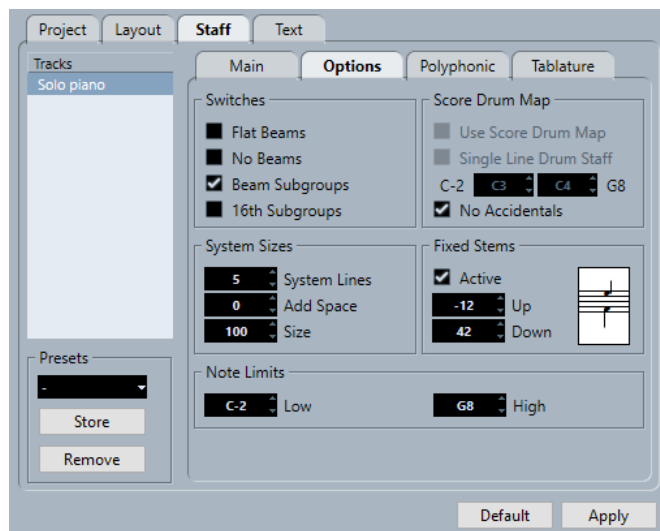 Project Layout Staff Text
Tracks
Solo piano
Main Options Polyphonic Tablature
Switches
Flat Beams
No Beams
Beam Subgroups
16th Subgroups
Score Drum Map
Use Score Drum Map
Single Line Drum Staff
C-2 C3 C4 G8
No Accidentals
System Sizes
5 System Lines
0 Add Space
100 Size
Fixed Stems
Active
-12 Up
42 Down
Presets
-
Store
Remove
Note Limits
C-2 Low G8 High
Default Apply